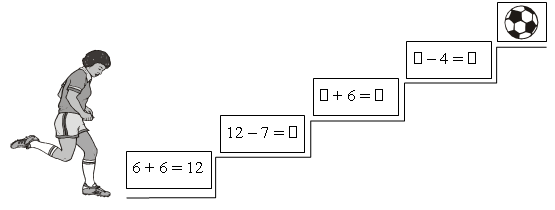 ▯ − 4 = ▯
▯ + 6 = ▯
12 − 7 = ▯
6 + 6 = 12